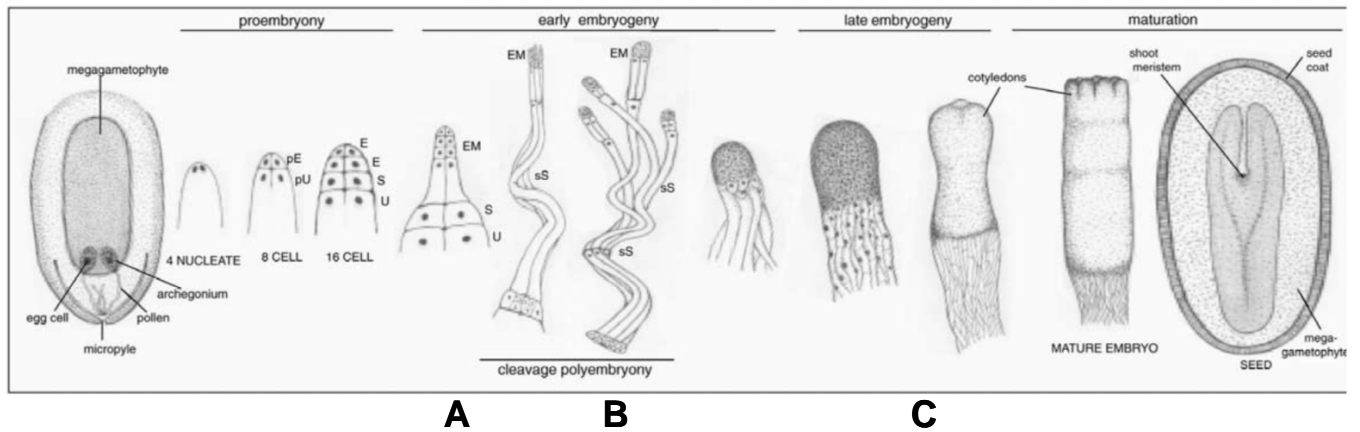 proembryony
early embryogeny
late embryogeny
maturation
megagametophyte
4 NUCLEATE
egg cell
archegonium
pollen
micropyle
pE
pU
8 CELL
E
E
S
U
16 CELL
EM
S
U
EM
sS
EM
sS
sS
cleavage polyembryony
cotyledons
MATURE EMBRYO
shoot
meristem
seed
coat
mega-
gametophyte
SEED
A
B
C